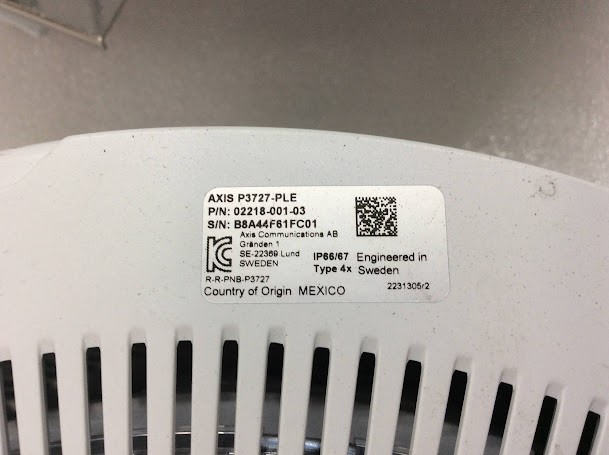 AXIS P3727-PLE
P/N: 02218-001-03
S/N: B8A44F61FC01
Axis Communications AB
Gränden 1
SE-22369 Lund
SWEDEN
IP66/67
Type 4x
Engineered in
Sweden
R-R-PNB-P3727
Country of Origin MEXICO
2231305r2